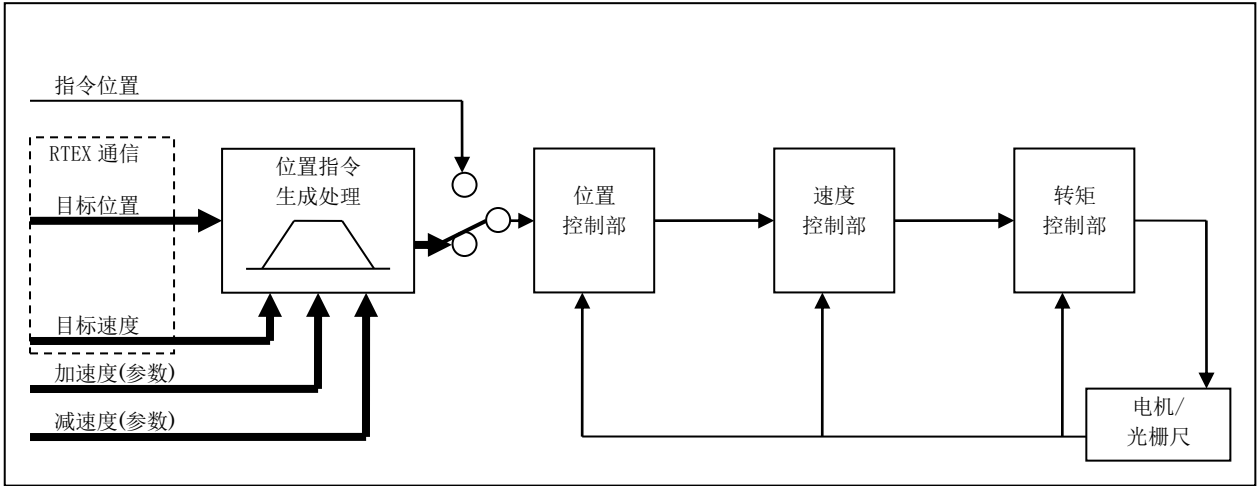 指令位置
RTEX 通信
目标位置
目标速度
加速度(参数)
减速度(参数)
位置指令
生成处理
位置
控制部
速度
控制部
转矩
控制部
电机/
光栅尺